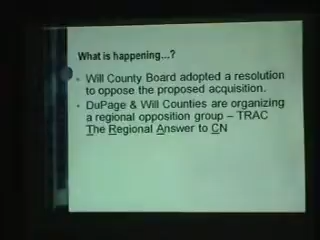 What is happening...?
• Will County Board adopted a resolution
to oppose the proposed acquisition.
• DuPage & Will Counties are organizing
a regional opposition group – TRAC
The Regional Answer to CN